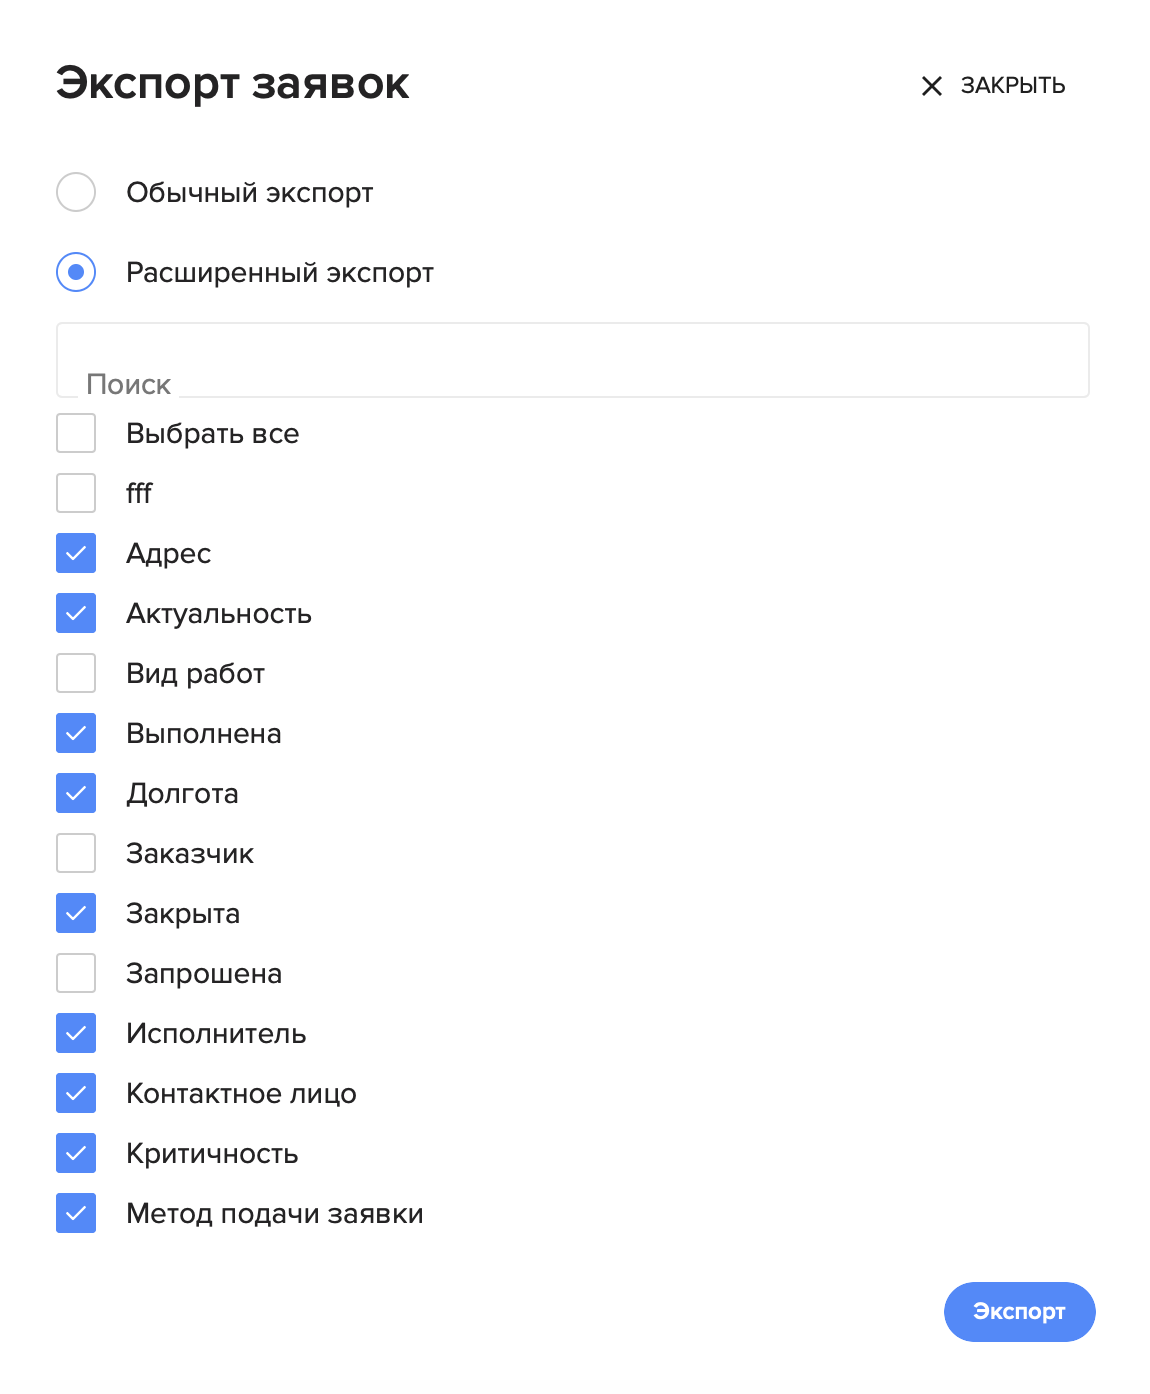 Экспорт заявок
ЗАКРЫТЬ
Обычный экспорт
Расширенный экспорт
Поиск
Выбрать все
fff
Адрес
Актуальность
Вид работ
Выполнена
Долгота
Заказчик
Закрыта
Запрошена
Исполнитель
Контактное лицо
Критичность
Метод подачи заявки
Экспорт